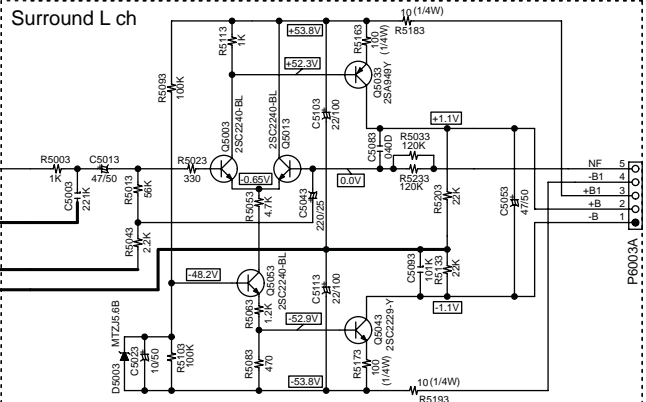 Surround L ch
10 (1/4W)
R5183
R5113
1K
+53.8V
R5163
100
(1/4W)
+52.3V
Q5033
2SA949Y
R5093
100K
Q5003
2SC2240-BL
2SC2240-BL
Q5013
C5103
22/100
+1.1V
C5083
040D
R5033
120K
R5233
120K
NF 5
-B1 4
+B1 3
+B 2
-B 1
P6003A
R5003
1K
C5013
47/50
R5023
330
-0.65V
0.0V
C5003
221K
R5013
56K
R5053
4.7K
C5043
220/25
R5203
22K
C5053
47/50
R5043
2.2K
-48.2V
Q5053
2SC2240-BL
C5113
22/100
C5093
101K
R5133
22K
R5063
1.2K
-52.9V
-1.1V
Q5043
2SC2229-Y
D5003
MTZJ5.6B
C5023
10/50
R5103
100K
R5083
470
R5173
100
(1/4W)
-53.8V
10 (1/4W)
R5193